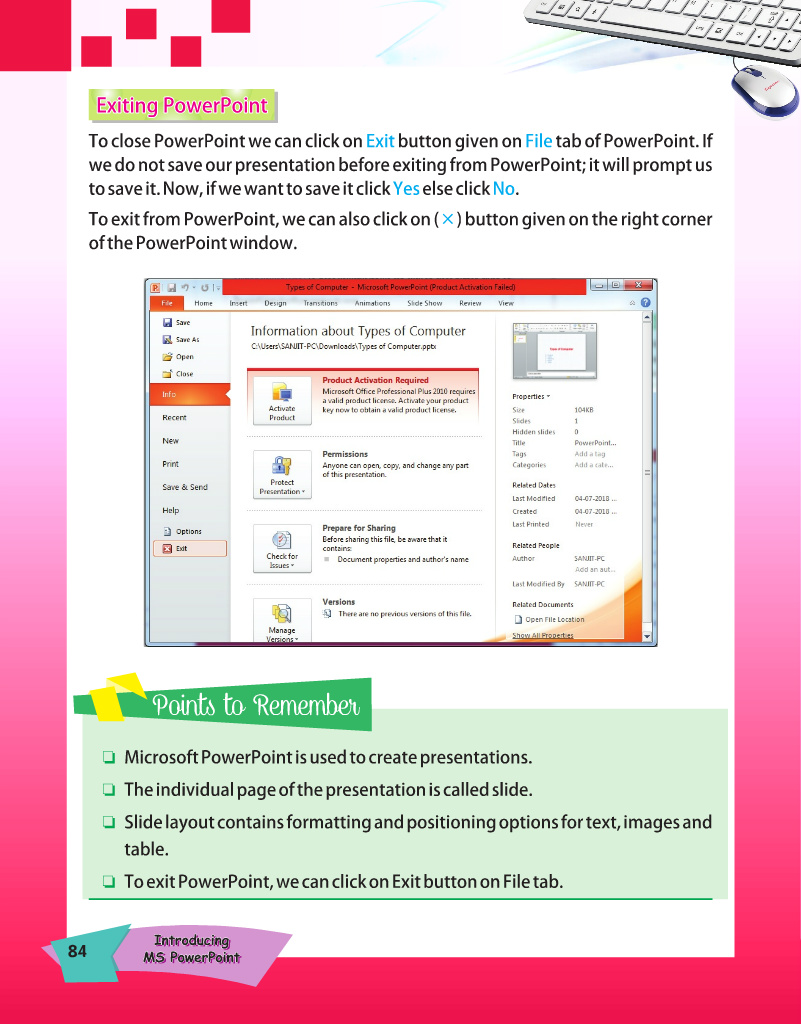 Exiting PowerPoint
To close PowerPoint we can click on Exit button given on File tab of PowerPoint. If
we do not save our presentation before exiting from PowerPoint; it will prompt us
to save it. Now, if we want to save it click Yes else click No.
To exit from PowerPoint, we can also click on (×) button given on the right corner
of the PowerPoint window.
Types of Computer - Microsoft PowerPoint (Product Activation Failed)
File Home Insert Design Transitions Animations Slide Show Review View
Save
Save As
Open
Close
Info
Recent
New
Print
Save & Send
Help
Options
Exit
Information about Types of Computer
C:\Users\SANJIT-PC\Downloads\Types of Computer.pptx
Activate
Product
Product Activation Required
Microsoft Office Professional Plus 2010 requires
a valid product license. Activate your product
key now to obtain a valid product license.
Protect
Presentation
Permissions
Anyone can open, copy, and change any part
of this presentation.
Check for
Issues
Prepare for Sharing
Before sharing this file, be aware that it
contains:
Document properties and author's name
Manage
Versions
Versions
There are no previous versions of this file.
Types of Computer
Properties
Size 104KB
Slides 1
Hidden slides 0
Title PowerPoint...
Tags Add a tag
Categories Add a cate...
Related Dates
Last Modified 04-07-2018 ...
Created 04-07-2018 ...
Last Printed Never
Related People
Author SANJIT-PC
Add an aut...
Last Modified By SANJIT-PC
Related Documents
Open File Location
Show All Properties
Points to Remember
❑ Microsoft PowerPoint is used to create presentations.
❑ The individual page of the presentation is called slide.
❑ Slide layout contains formatting and positioning options for text, images and
table.
❑ To exit PowerPoint, we can click on Exit button on File tab.
84
Introducing
MS PowerPoint